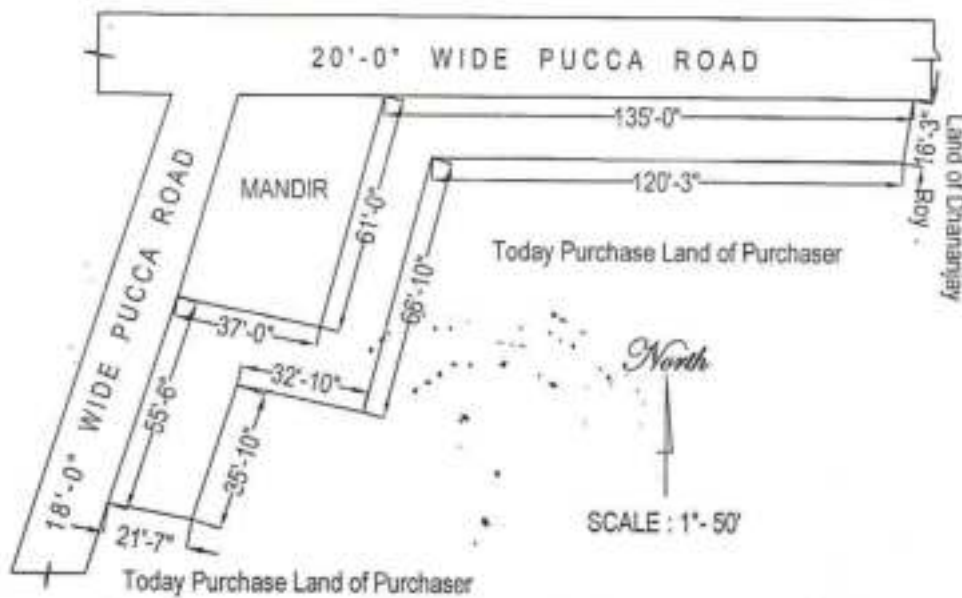 20'-0" WIDE PUCCA ROAD
135'-0"
16'-3"
Land of Dhananjay
Roy.
120'-3"
MANDIR
61'-0"
18'-0" WIDE PUCCA ROAD
Today Purchase Land of Purchaser
66'-10"
37'-0"
32'-10"
North
55'-6"
35'-10"
SCALE : 1"- 50'
21'-7"
Today Purchase Land of Purchaser